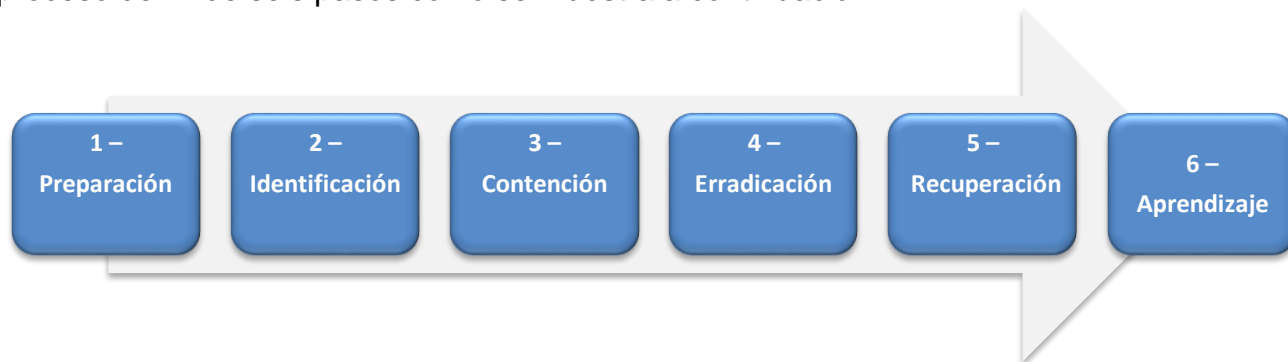 1 –
Preparación
2 –
Identificación
3 –
Contención
4 –
Erradicación
5 –
Recuperación
6 –
Aprendizaje